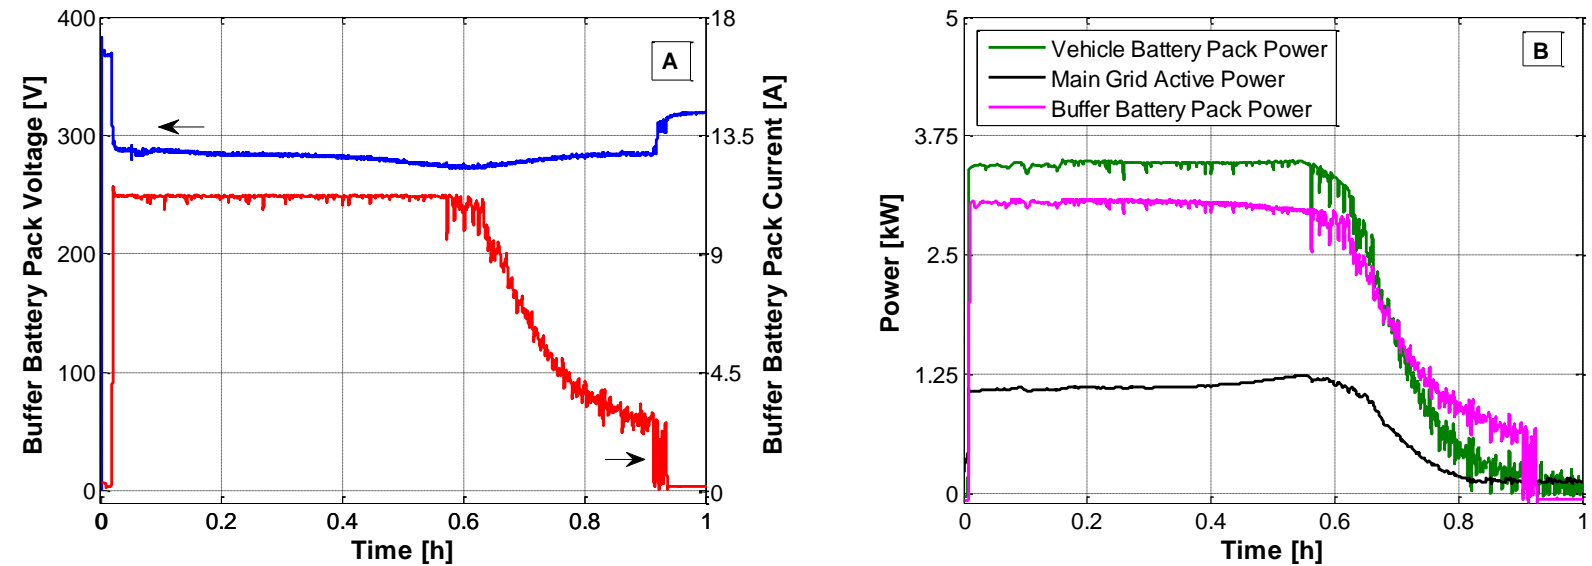 400
300
250
200
100
0
Buffer Battery Pack Voltage [V]
A
18
13.5
9
4.5
0
Buffer Battery Pack Current [A]
0 0.2 0.4 0.6 0.8 1
Time [h]
5
3.75
2.5
1.25
0
Power [kW]
Vehicle Battery Pack Power
Main Grid Active Power
Buffer Battery Pack Power
B
0 0.2 0.4 0.6 0.8 1
Time [h]